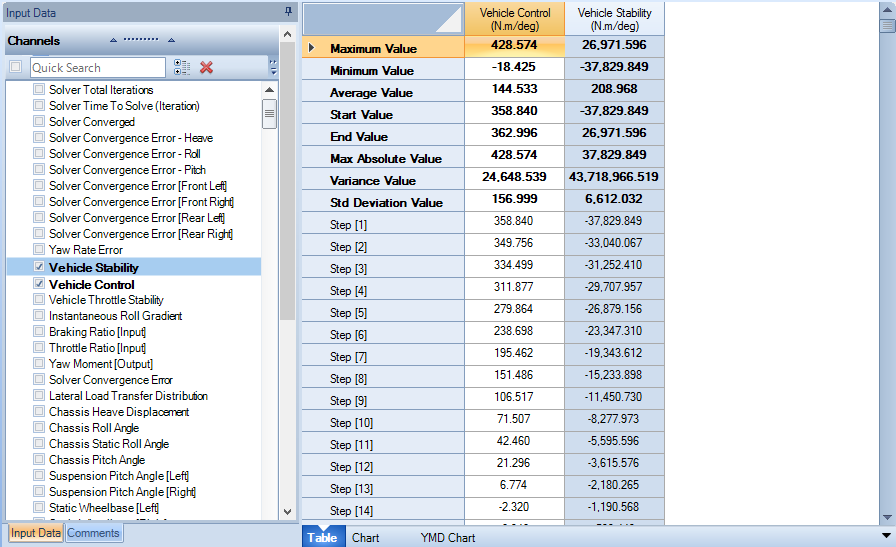 Input Data
Channels
Quick Search
Solver Total Iterations
Solver Time To Solve (Iteration)
Solver Converged
Solver Convergence Error - Heave
Solver Convergence Error - Roll
Solver Convergence Error - Pitch
Solver Convergence Error [Front Left]
Solver Convergence Error [Front Right]
Solver Convergence Error [Rear Left]
Solver Convergence Error [Rear Right]
Yaw Rate Error
Vehicle Stability
Vehicle Control
Vehicle Throttle Stability
Instantaneous Roll Gradient
Braking Ratio [Input]
Throttle Ratio [Input]
Yaw Moment [Output]
Solver Convergence Error
Lateral Load Transfer Distribution
Chassis Heave Displacement
Chassis Roll Angle
Chassis Static Roll Angle
Chassis Pitch Angle
Suspension Pitch Angle [Left]
Suspension Pitch Angle [Right]
Static Wheelbase [Left]
Input Data Comments
Vehicle Control (N.m/deg) Vehicle Stability (N.m/deg)
Maximum Value 428.574 26,971.596
Minimum Value -18.425 -37,829.849
Average Value 144.533 208.968
Start Value 358.840 -37,829.849
End Value 362.996 26,971.596
Max Absolute Value 428.574 37,829.849
Variance Value 24,648.539 43,718,966.519
Std Deviation Value 156.999 6,612.032
Step [1] 358.840 -37,829.849
Step [2] 349.756 -33,040.067
Step [3] 334.499 -31,252.410
Step [4] 311.877 -29,707.957
Step [5] 279.864 -26,879.156
Step [6] 238.698 -23,347.310
Step [7] 195.462 -19,343.612
Step [8] 151.486 -15,233.898
Step [9] 106.517 -11,450.730
Step [10] 71.507 -8,277.973
Step [11] 42.460 -5,595.596
Step [12] 21.296 -3,615.576
Step [13] 6.774 -2,180.265
Step [14] -2.320 -1,190.568
Table Chart YMD Chart